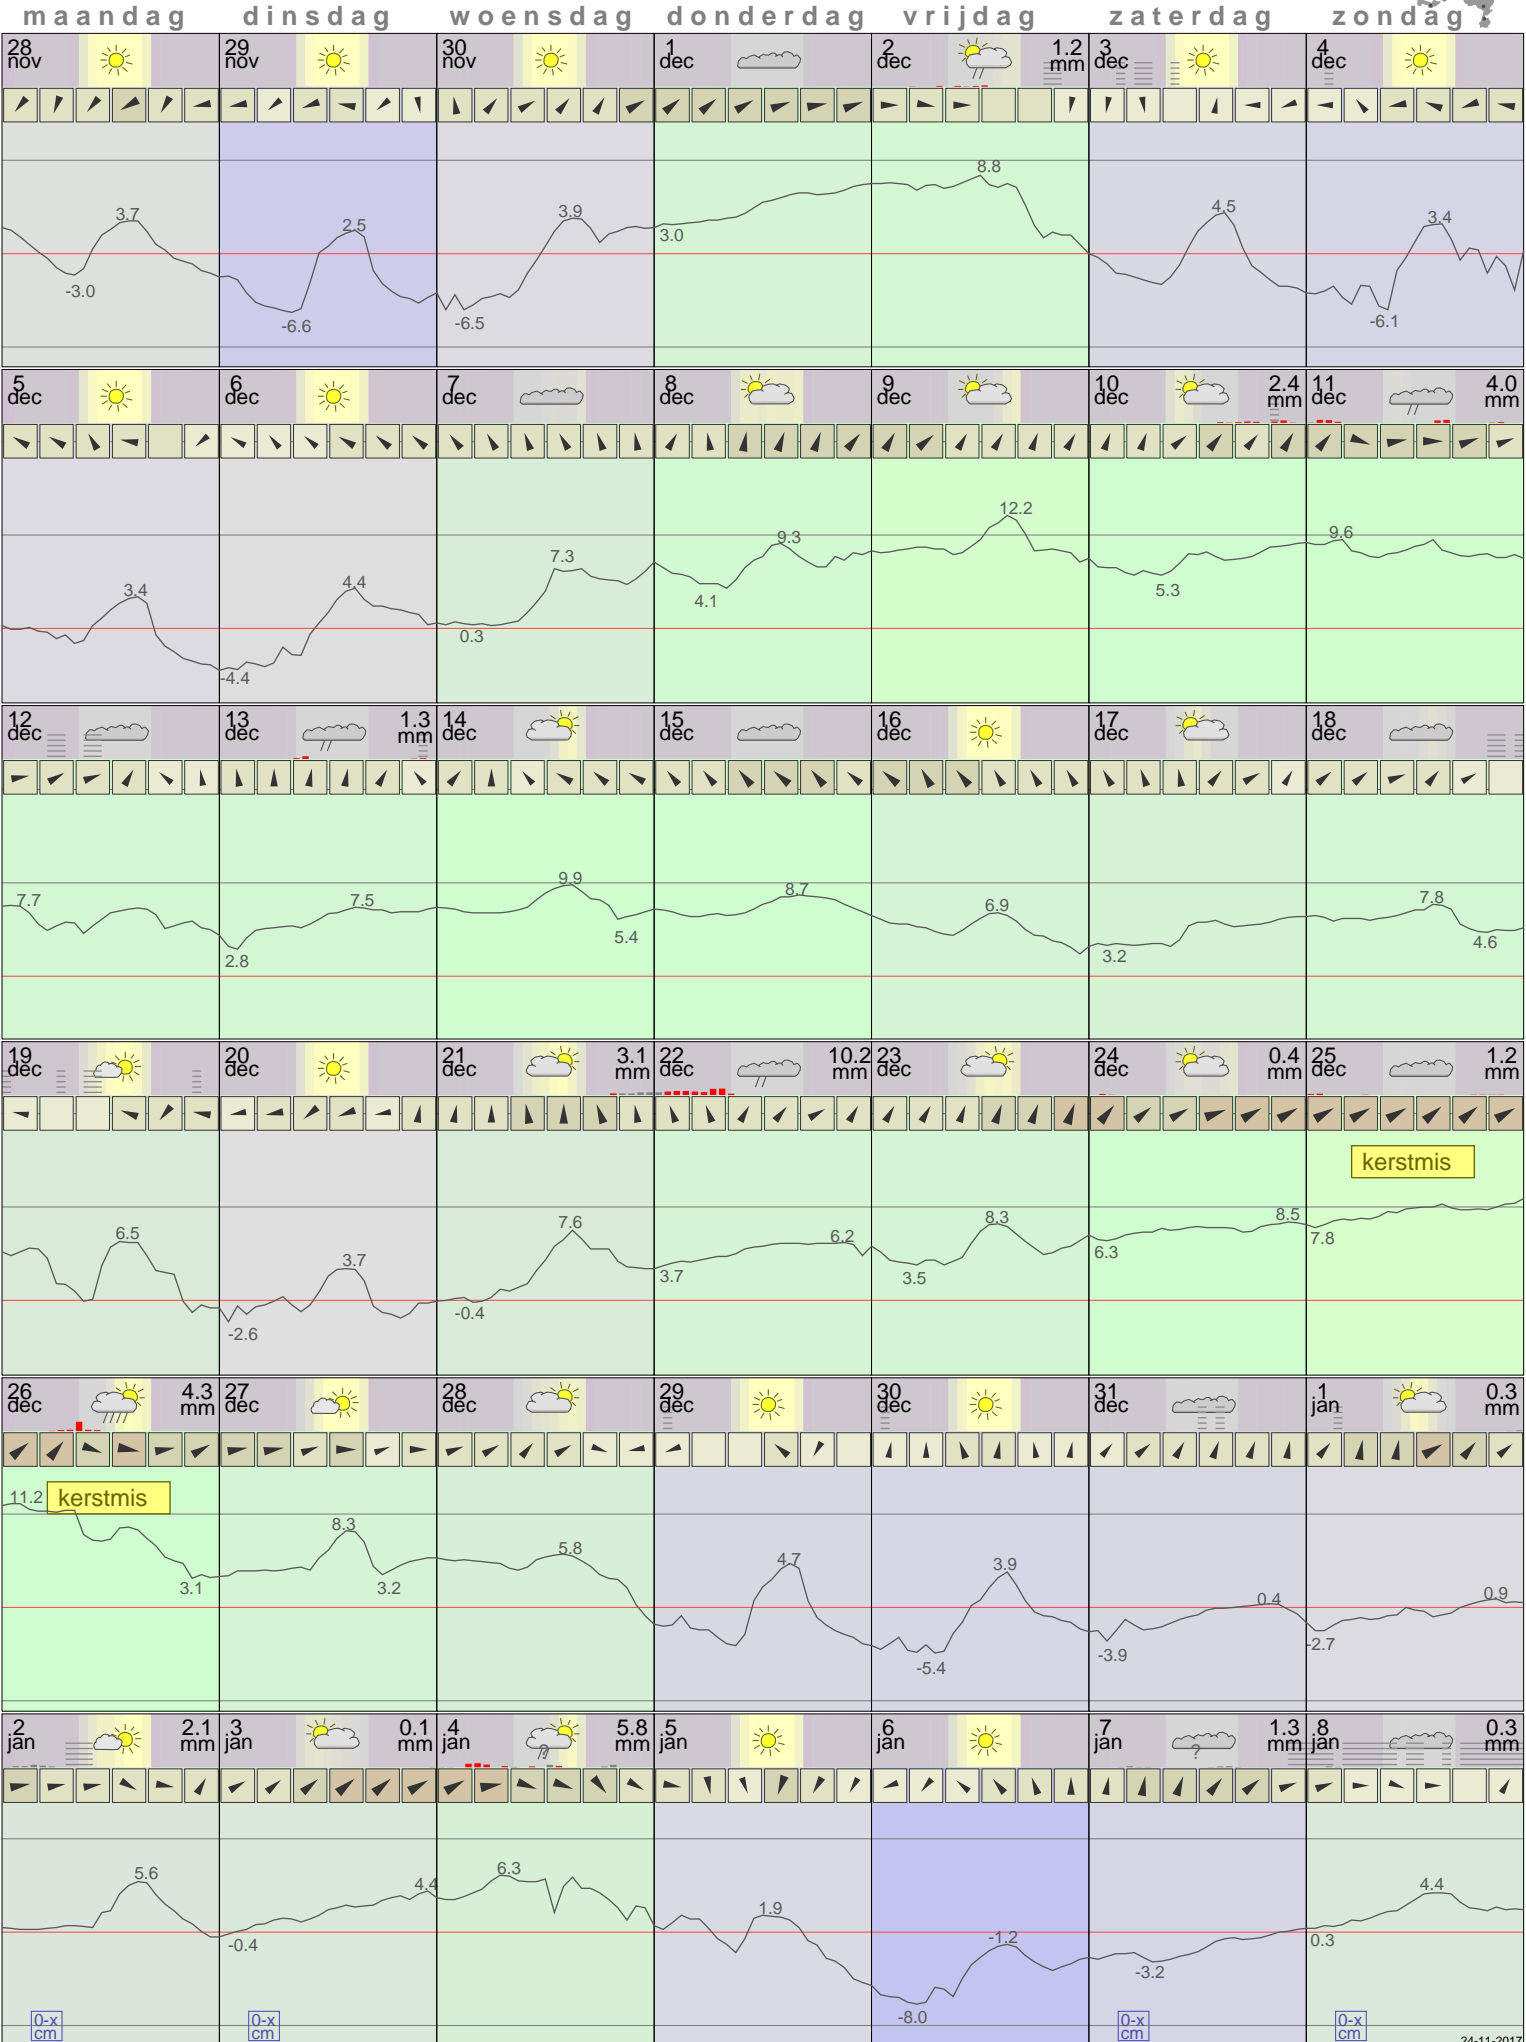 maandag dinsdag woensdag donderdag vrijdag zaterdag zondag
28 nov
29 nov
30 nov
1 dec
2 dec 1.2 mm
3 dec
4 dec
3.7
-3.0
2.5
-6.6
3.9
-6.5
3.0
8.8
4.5
3.4
-6.1
5 dec
6 dec
7 dec
8 dec
9 dec
10 dec 2.4 mm
11 dec 4.0 mm
3.4
4.4
-4.4
7.3
0.3
9.3
4.1
12.2
5.3
9.6
12 dec
13 dec 1.3 mm
14 dec
15 dec
16 dec
17 dec
18 dec
7.7
7.5
2.8
9.9
5.4
8.7
6.9
3.2
7.8
4.6
19 dec
20 dec
21 dec 3.1 mm
22 dec 10.2 mm
23 dec
24 dec 0.4 mm
25 dec 1.2 mm
kerstmis
6.5
3.7
-2.6
7.6
-0.4
6.2
3.7
8.3
3.5
8.5
6.3
7.8
26 dec 4.3 mm
27 dec
28 dec
29 dec
30 dec
31 dec
1 jan 0.3 mm
11.2
kerstmis
3.1
8.3
3.2
5.8
4.7
3.9
-5.4
0.4
-3.9
0.9
-2.7
2 jan 2.1 mm
3 jan 0.1 mm
4 jan 5.8 mm
?
5 jan
6 jan
7 jan 1.3 mm
?
8 jan 0.3 mm
5.6
4.4
-0.4
6.3
1.9
-1.2
-8.0
-3.2
4.4
0.3
0-x cm
0-x cm
0-x cm
0-x cm
24-11-2017